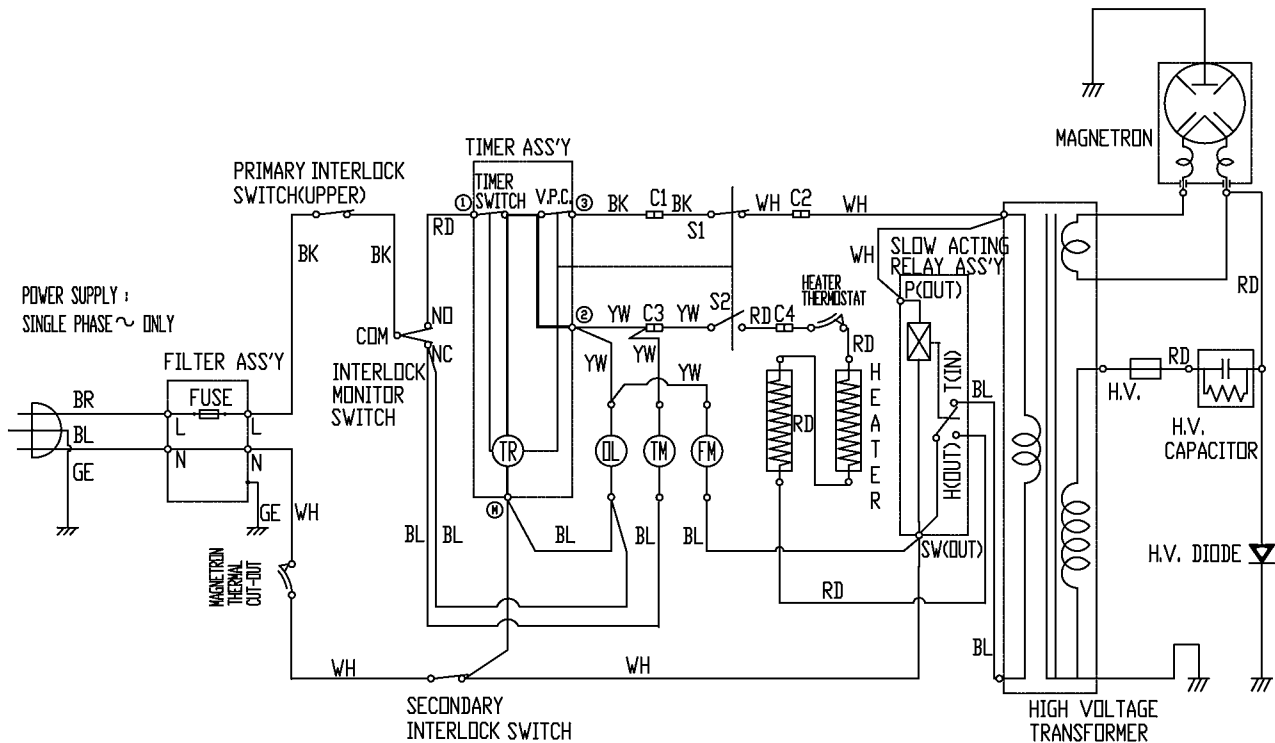 MAGNETRON
TIMER ASS'Y
PRIMARY INTERLOCK
SWITCH(UPPER)
TIMER
SWITCH
V.P.C.
1
3
RD
BK
C1
BK
S1
WH
C2
WH
BK
BK
WH
SLOW ACTING
RELAY ASS'Y
P(OUT)
RD
POWER SUPPLY :
SINGLE PHASE ~ ONLY
COM
NO
NC
2
YW
C3
YW
S2
RD
C4
HEATER
THERMOSTAT
INTERLOCK
MONITOR
SWITCH
YW
YW
YW
RD
HEATER
T(IN)
BL
H.V.
RD
FILTER ASS'Y
FUSE
BR
L
L
BL
N
N
GE
GE
WH
TR
OL
TM
FM
RD
H(OUT)
H.V.
CAPACITOR
M
BL
BL
BL
BL
BL
SW(OUT)
H.V. DIODE
MAGNETRON
THERMAL
CUT-OUT
RD
WH
WH
BL
SECONDARY
INTERLOCK SWITCH
HIGH VOLTAGE
TRANSFORMER